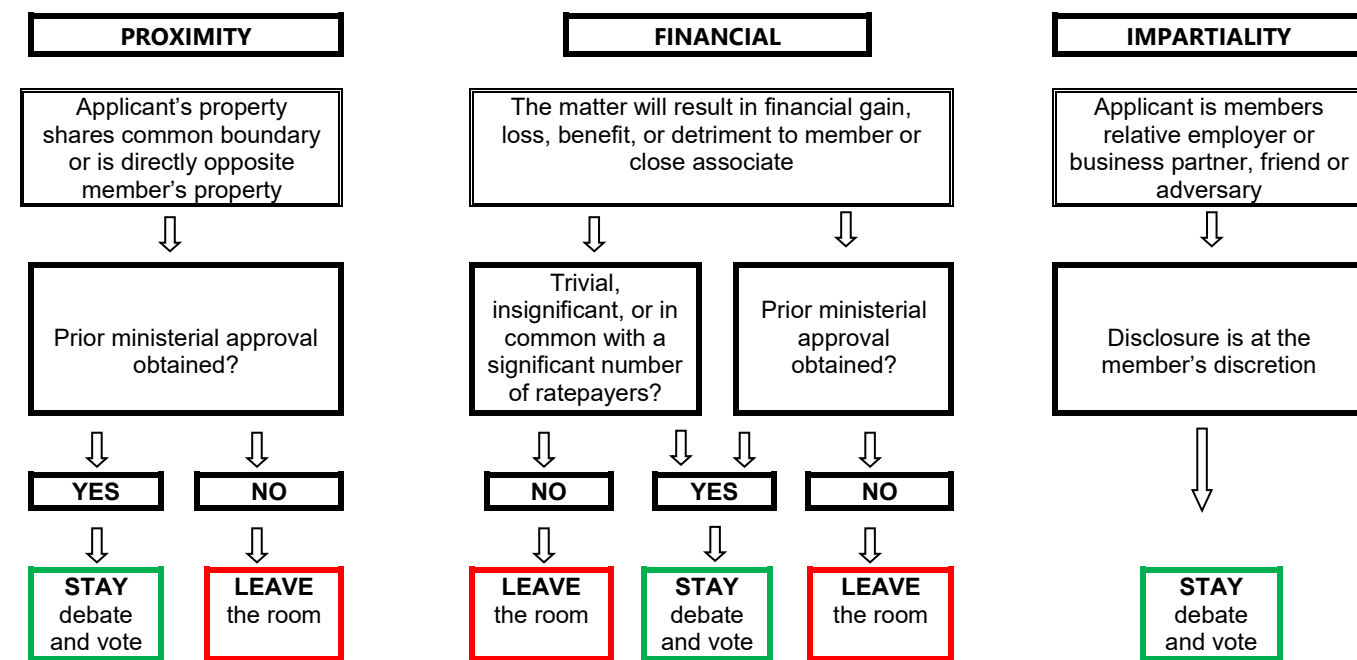 PROXIMITY
Applicant's property
shares common boundary
or is directly opposite
member's property
Prior ministerial approval
obtained?
YES
NO
STAY
debate
and vote
LEAVE
the room
FINANCIAL
The matter will result in financial gain,
loss, benefit, or detriment to member or
close associate
Trivial,
insignificant, or in
common with a
significant number
of ratepayers?
Prior ministerial
approval
obtained?
NO
YES
NO
LEAVE
the room
STAY
debate
and vote
LEAVE
the room
IMPARTIALITY
Applicant is members
relative employer or
business partner, friend or
adversary
Disclosure is at the
member's discretion
STAY
debate
and vote